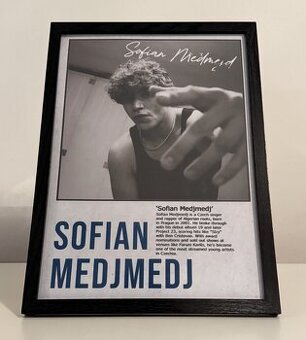 Sofian Medmejd
'Sofian Medjmedj'
Sofian Medjmedj is a Czech singer
and rapper of Algerian roots, born
in Prague in 2001. He broke through
with his debut album 19 and later
Project 23, scoring hits like "Sky"
with Ben Cristovao. With award
nominations and sold out shows at
venues like Forum Karlín, he's become
one of the most streamed young artists
in Czechia.
SOFIAN
MEDJMEDJ